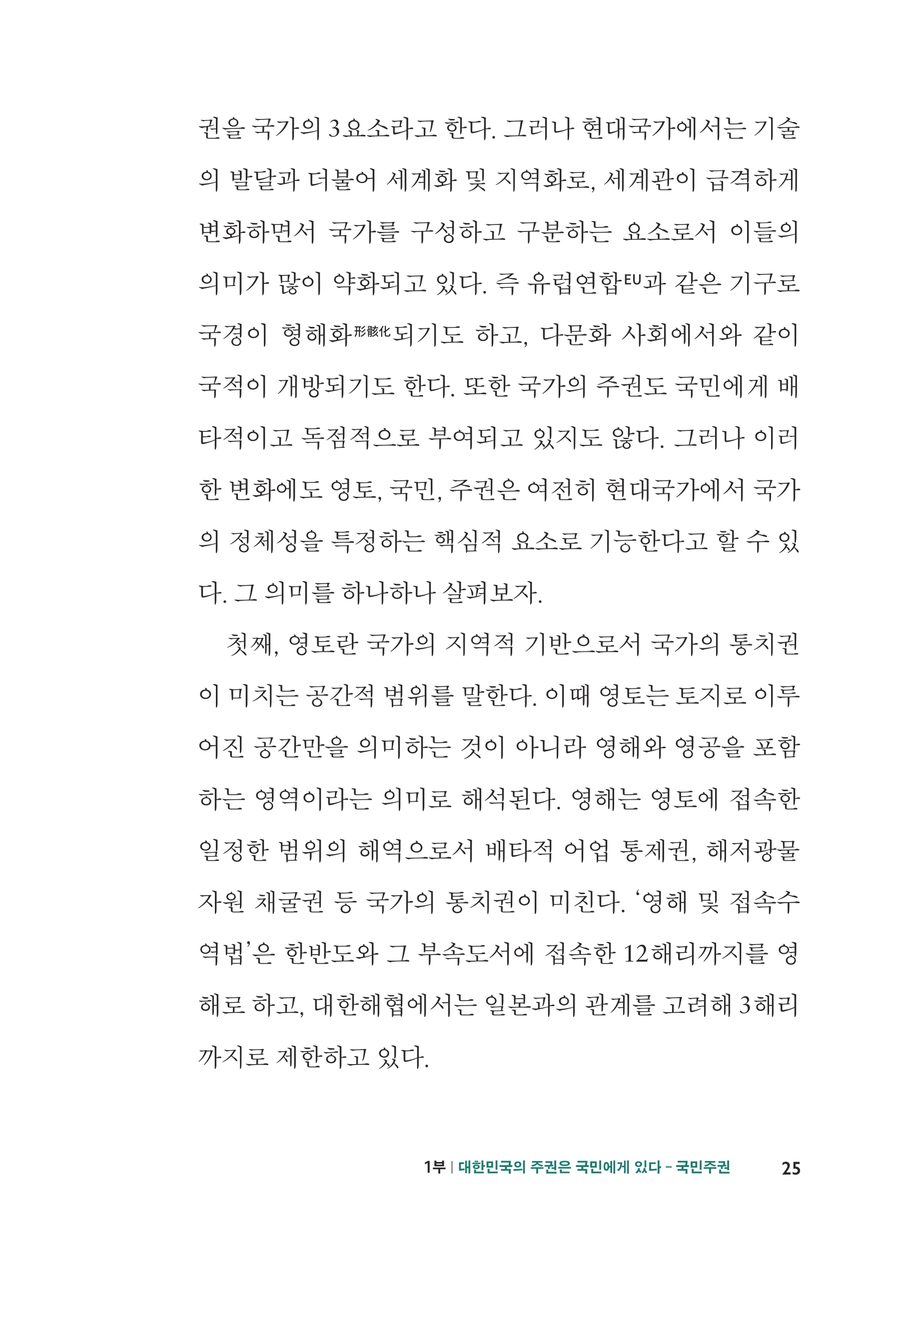 권을 국가의 3요소라고 한다. 그러나 현대국가에서는 기술
의 발달과 더불어 세계화 및 지역화로, 세계관이 급격하게
변화하면서 국가를 구성하고 구분하는 요소로서 이들의
의미가 많이 약화되고 있다. 즉 유럽연합EU과 같은 기구로
국경이 형해화形骸化되기도 하고, 다문화 사회에서와 같이
국적이 개방되기도 한다. 또한 국가의 주권도 국민에게 배
타적이고 독점적으로 부여되고 있지도 않다. 그러나 이러
한 변화에도 영토, 국민, 주권은 여전히 현대국가에서 국가
의 정체성을 특정하는 핵심적 요소로 기능한다고 할 수 있
다. 그 의미를 하나하나 살펴보자.
첫째, 영토란 국가의 지역적 기반으로서 국가의 통치권
이 미치는 공간적 범위를 말한다. 이때 영토는 토지로 이루
어진 공간만을 의미하는 것이 아니라 영해와 영공을 포함
하는 영역이라는 의미로 해석된다. 영해는 영토에 접속한
일정한 범위의 해역으로서 배타적 어업 통제권, 해저광물
자원 채굴권 등 국가의 통치권이 미친다. ‘영해 및 접속수
역법’은 한반도와 그 부속도서에 접속한 12해리까지를 영
해로 하고, 대한해협에서는 일본과의 관계를 고려해 3해리
까지로 제한하고 있다.
1부 | 대한민국의 주권은 국민에게 있다 - 국민주권 25